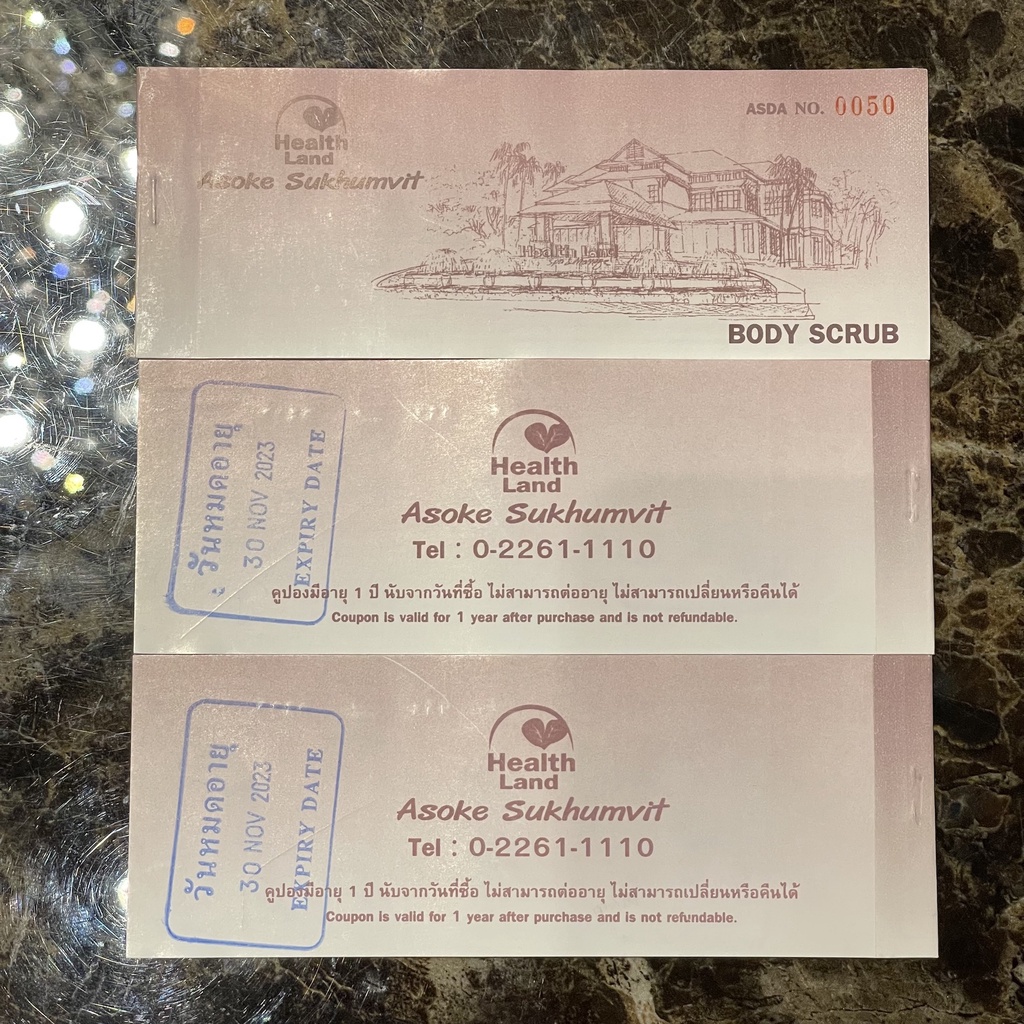 Health
Land
Asoke Sukhumvit
ASDA NO. 0050
Health Land
BODY SCRUB
วันหมดอายุ
30 NOV 2023
EXPIRY DATE
Health
Land
Asoke Sukhumvit
Tel : 0-2261-1110
คูปองมีอายุ 1 ปี นับจากวันที่ซื้อ ไม่สามารถต่ออายุ ไม่สามารถเปลี่ยนหรือคืนได้
Coupon is valid for 1 year after purchase and is not refundable.
วันหมดอายุ
30 NOV 2023
EXPIRY DATE
Health
Land
Asoke Sukhumvit
Tel : 0-2261-1110
คูปองมีอายุ 1 ปี นับจากวันที่ซื้อ ไม่สามารถต่ออายุ ไม่สามารถเปลี่ยนหรือคืนได้
Coupon is valid for 1 year after purchase and is not refundable.